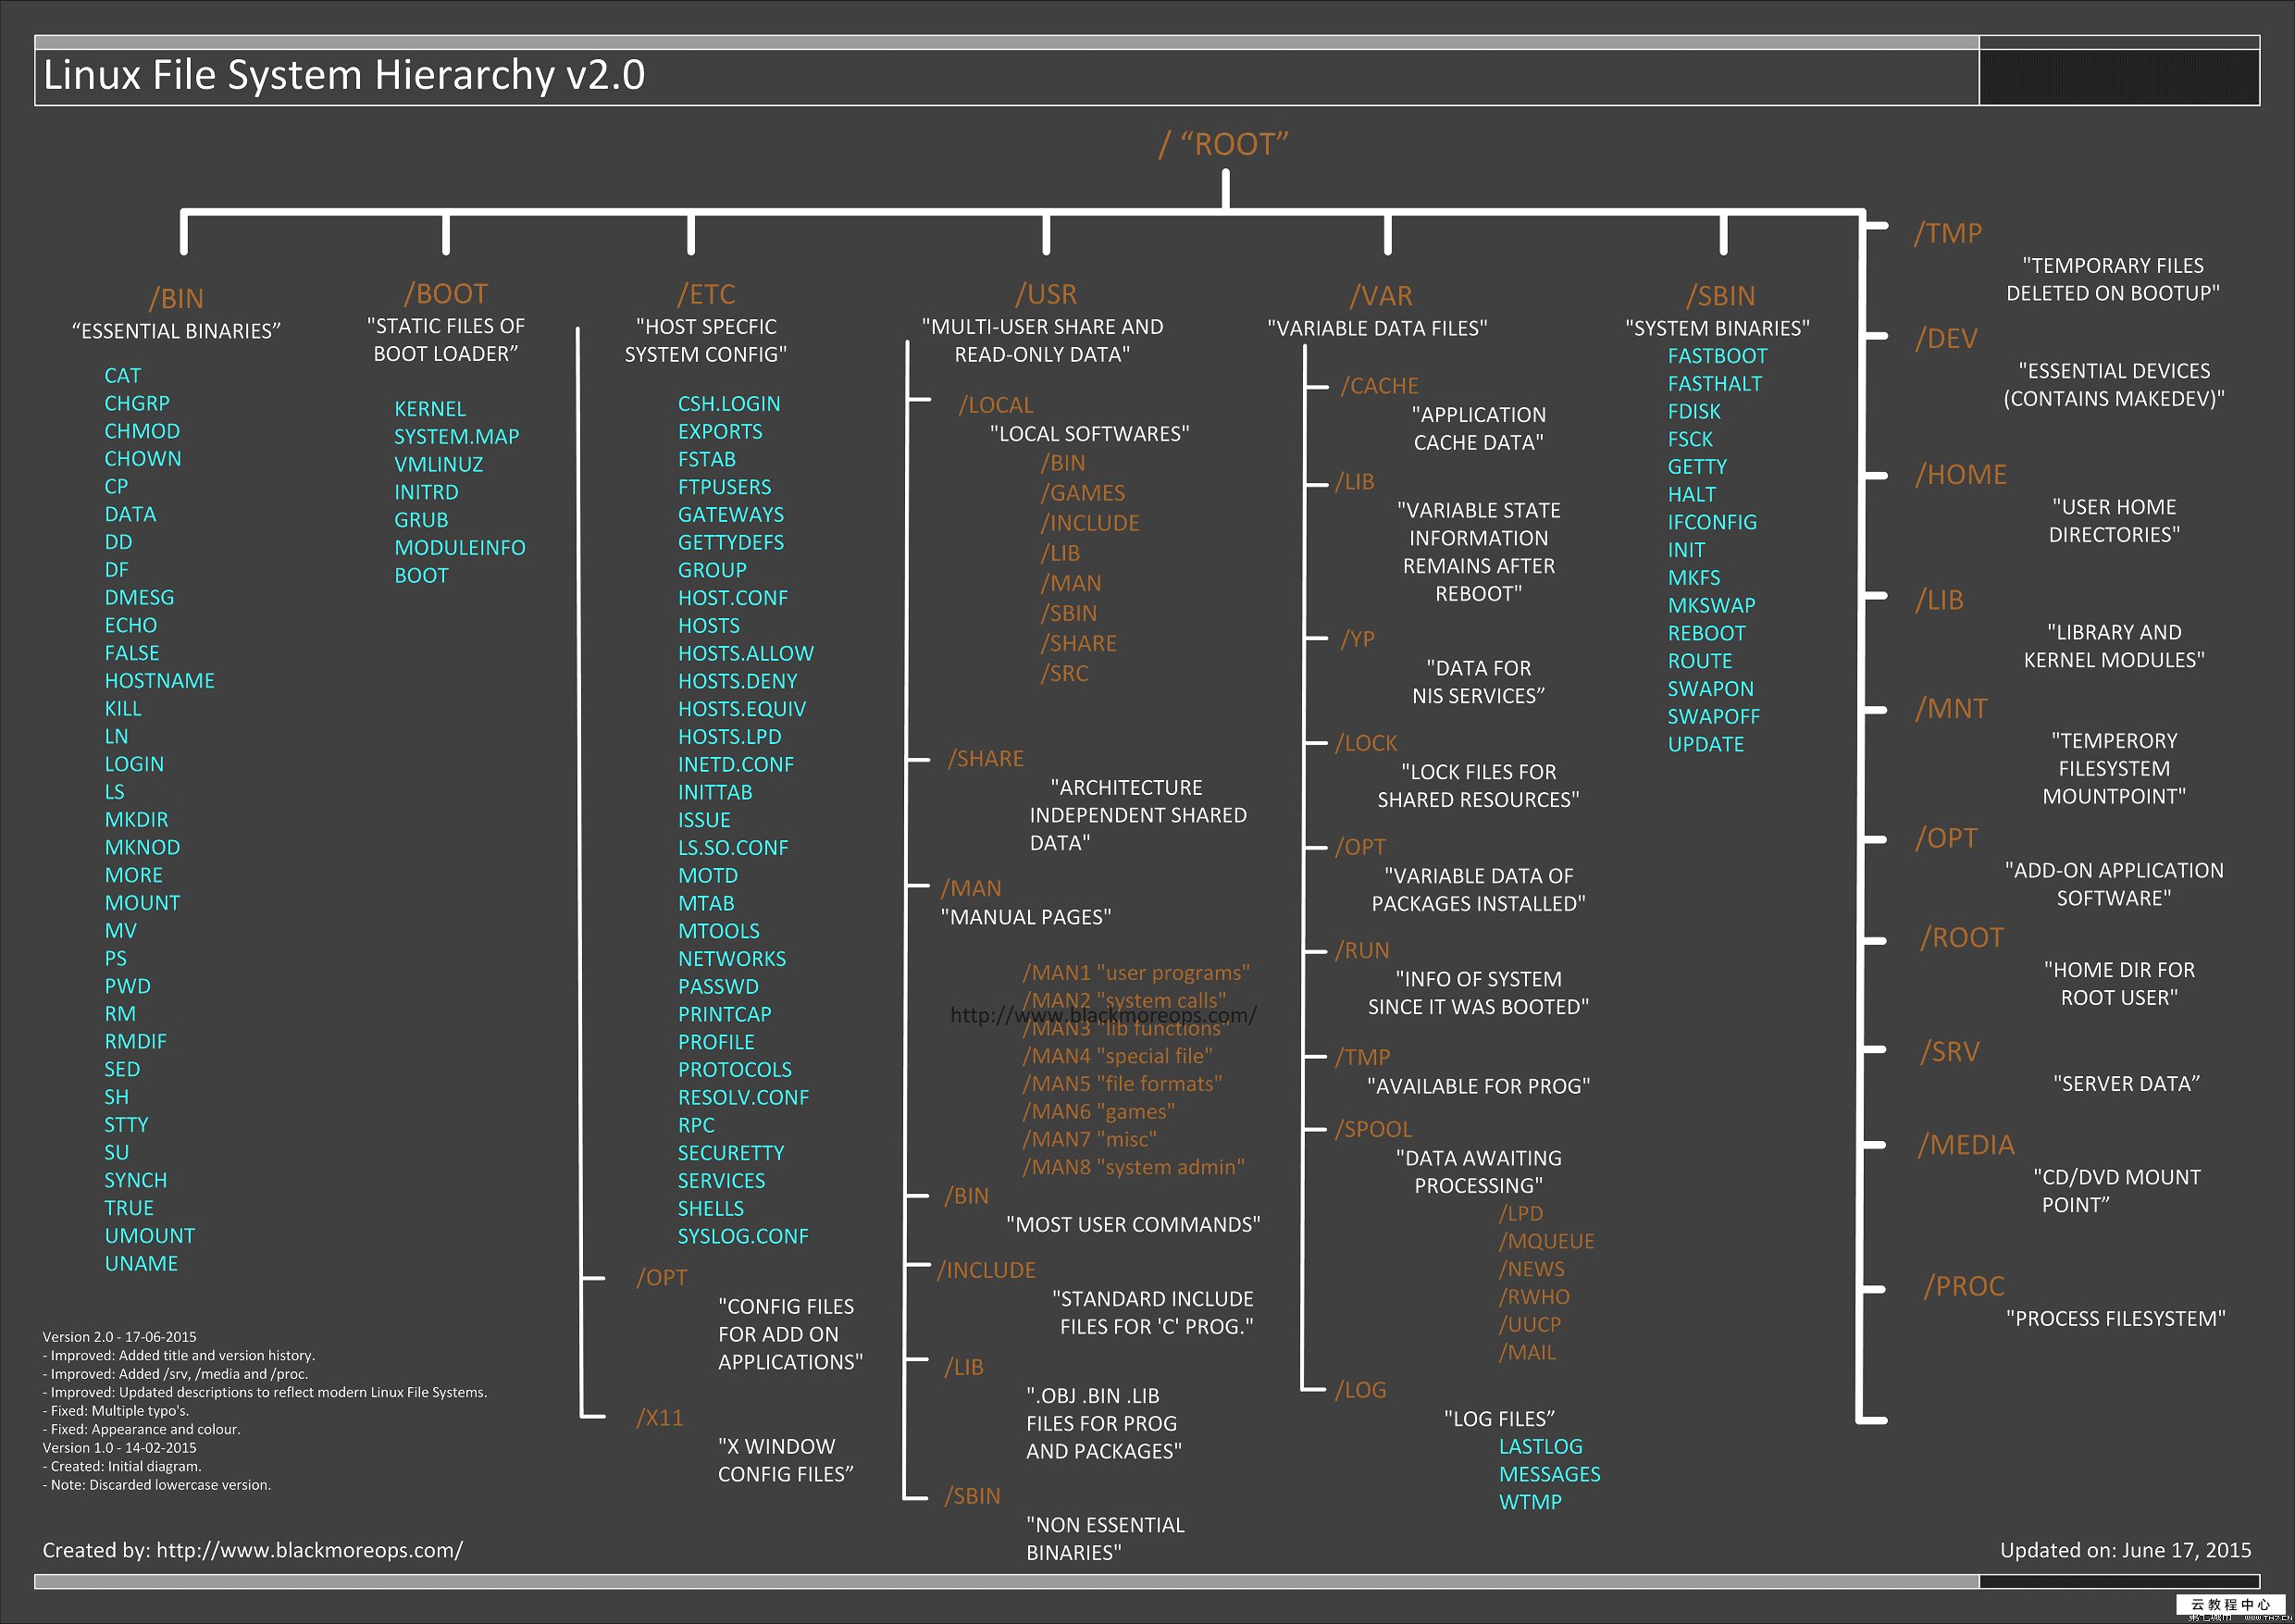 Linux File System Hierarchy v2.0
/ “ROOT”
/BIN
“ESSENTIAL BINARIES”
CAT
CHGRP
CHMOD
CHOWN
CP
DATA
DD
DF
DMESG
ECHO
FALSE
HOSTNAME
KILL
LN
LOGIN
LS
MKDIR
MKNOD
MORE
MOUNT
MV
PS
PWD
RM
RMDIF
SED
SH
STTY
SU
SYNCH
TRUE
UMOUNT
UNAME
/BOOT
"STATIC FILES OF
BOOT LOADER”
KERNEL
SYSTEM.MAP
VMLINUZ
INITRD
GRUB
MODULEINFO
BOOT
/ETC
"HOST SPECFIC
SYSTEM CONFIG"
CSH.LOGIN
EXPORTS
FSTAB
FTPUSERS
GATEWAYS
GETTYDEFS
GROUP
HOST.CONF
HOSTS
HOSTS.ALLOW
HOSTS.DENY
HOSTS.EQUIV
HOSTS.LPD
INETD.CONF
INITTAB
ISSUE
LS.SO.CONF
MOTD
MTAB
MTOOLS
NETWORKS
PASSWD
PRINTCAP
PROFILE
PROTOCOLS
RESOLV.CONF
RPC
SECURETTY
SERVICES
SHELLS
SYSLOG.CONF
/OPT
"CONFIG FILES
FOR ADD ON
APPLICATIONS"
/X11
"X WINDOW
CONFIG FILES”
/USR
"MULTI-USER SHARE AND
READ-ONLY DATA"
/LOCAL
"LOCAL SOFTWARES"
/BIN
/GAMES
/INCLUDE
/LIB
/MAN
/SBIN
/SHARE
/SRC
/SHARE
"ARCHITECTURE
INDEPENDENT SHARED
DATA"
/MAN
"MANUAL PAGES"
/MAN1 "user programs"
/MAN2 "system calls"
http://www.blackmoreops.com/
/MAN3 "lib functions"
/MAN4 "special file"
/MAN5 "file formats"
/MAN6 "games"
/MAN7 "misc"
/MAN8 "system admin"
/BIN
"MOST USER COMMANDS"
/INCLUDE
"STANDARD INCLUDE
FILES FOR 'C' PROG."
/LIB
".OBJ .BIN .LIB
FILES FOR PROG
AND PACKAGES"
/SBIN
"NON ESSENTIAL
BINARIES"
/VAR
"VARIABLE DATA FILES"
/CACHE
"APPLICATION
CACHE DATA"
/LIB
"VARIABLE STATE
INFORMATION
REMAINS AFTER
REBOOT"
/YP
"DATA FOR
NIS SERVICES”
/LOCK
"LOCK FILES FOR
SHARED RESOURCES"
/OPT
"VARIABLE DATA OF
PACKAGES INSTALLED"
/RUN
"INFO OF SYSTEM
SINCE IT WAS BOOTED"
/TMP
"AVAILABLE FOR PROG"
/SPOOL
"DATA AWAITING
PROCESSING"
/LPD
/MQUEUE
/NEWS
/RWHO
/UUCP
/MAIL
/LOG
"LOG FILES”
LASTLOG
MESSAGES
WTMP
/SBIN
"SYSTEM BINARIES"
FASTBOOT
FASTHALT
FDISK
FSCK
GETTY
HALT
IFCONFIG
INIT
MKFS
MKSWAP
REBOOT
ROUTE
SWAPON
SWAPOFF
UPDATE
/TMP
"TEMPORARY FILES
DELETED ON BOOTUP"
/DEV
"ESSENTIAL DEVICES
(CONTAINS MAKEDEV)"
/HOME
"USER HOME
DIRECTORIES"
/LIB
"LIBRARY AND
KERNEL MODULES"
/MNT
"TEMPERORY
FILESYSTEM
MOUNTPOINT"
/OPT
"ADD-ON APPLICATION
SOFTWARE"
/ROOT
"HOME DIR FOR
ROOT USER"
/SRV
"SERVER DATA”
/MEDIA
"CD/DVD MOUNT
POINT”
/PROC
"PROCESS FILESYSTEM"
Version 2.0 - 17-06-2015
- Improved: Added title and version history.
- Improved: Added /srv, /media and /proc.
- Improved: Updated descriptions to reflect modern Linux File Systems.
- Fixed: Multiple typo's.
- Fixed: Appearance and colour.
Version 1.0 - 14-02-2015
- Created: Initial diagram.
- Note: Discarded lowercase version.
Created by: http://www.blackmoreops.com/
Updated on: June 17, 2015
云教程中心